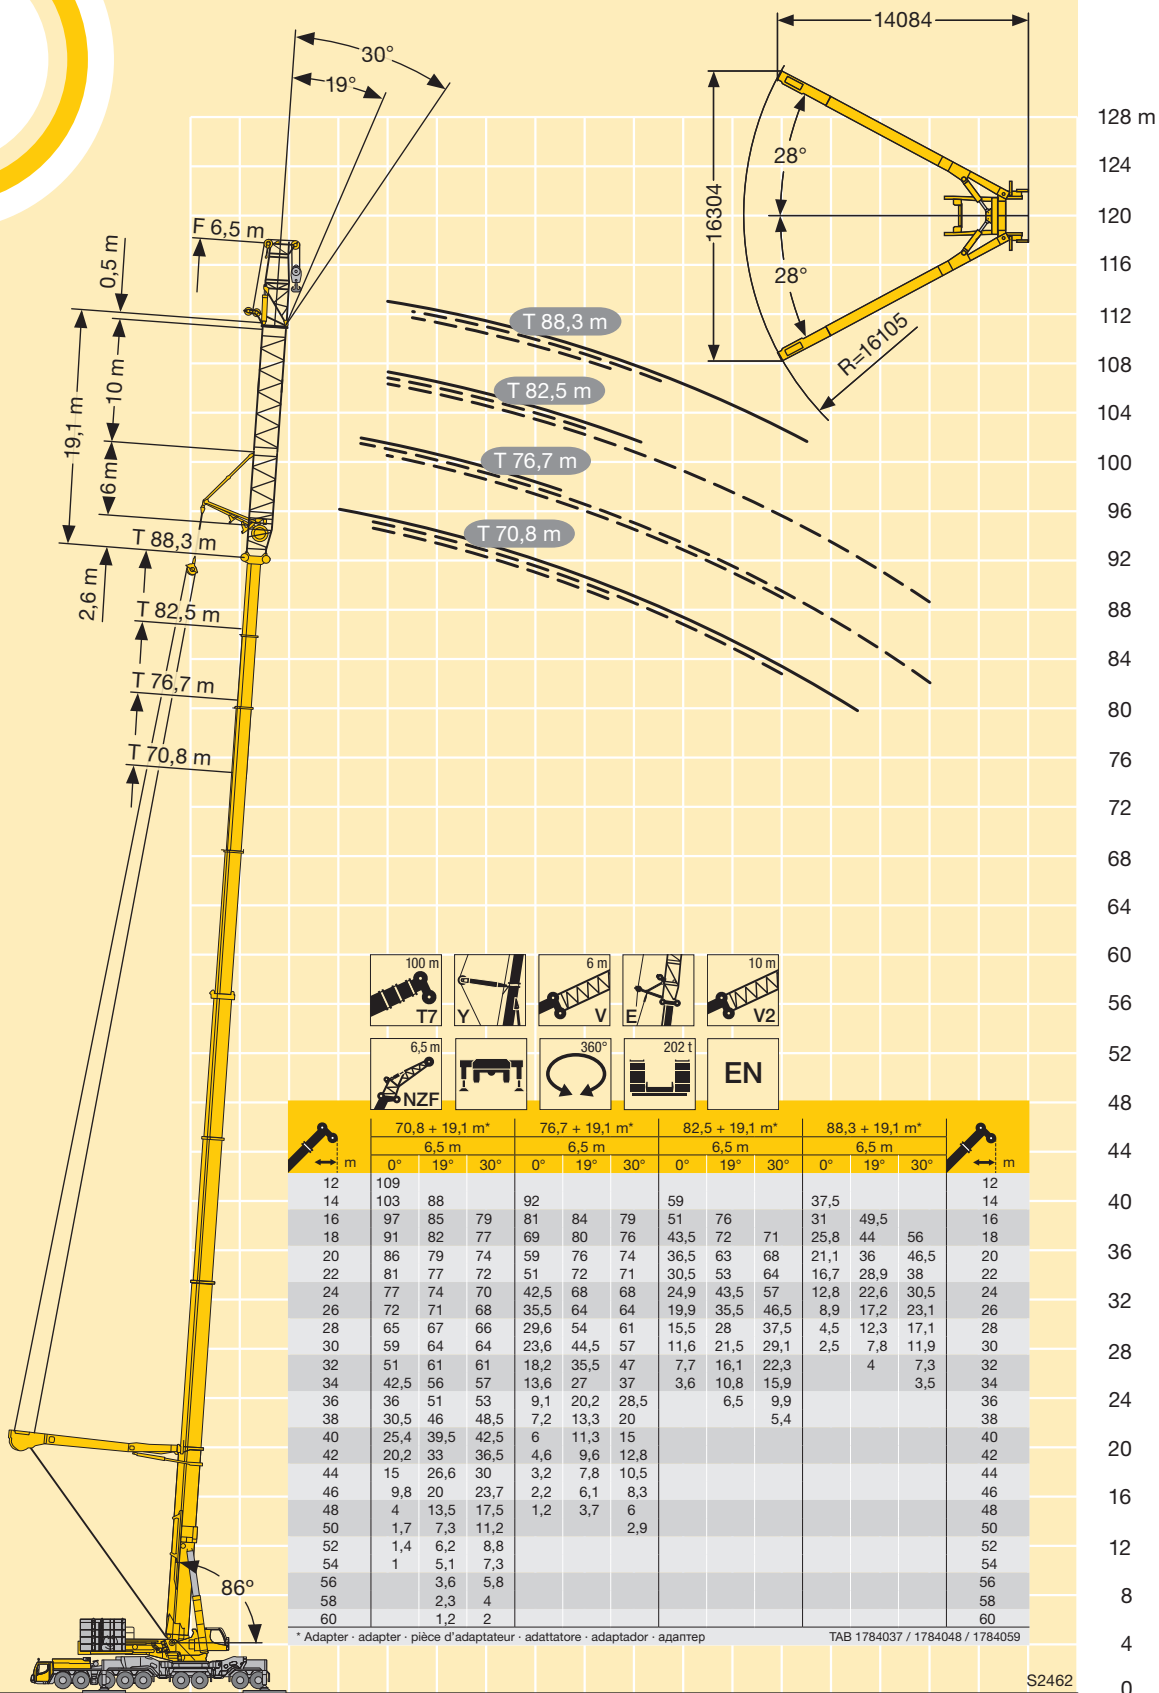 14084
30°
19°
128 m
28°
124
16304
F 6,5 m
120
0,5 m
116
28°
T 88,3 m
112
R=16105
10 m
108
T 82,5 m
19,1 m
104
T 76,7 m
100
6 m
96
T 70,8 m
T 88,3 m
92
2,6 m
T 82,5 m
88
84
T 76,7 m
80
T 70,8 m
76
72
68
64
60
100 m T7
Y
6 m V
E
10 m V2
56
52
6,5 m NZF
360°
202 t
EN
48
70,8 + 19,1 m* 76,7 + 19,1 m* 82,5 + 19,1 m* 88,3 + 19,1 m*
6,5 m 6,5 m 6,5 m 6,5 m
44
m 0° 19° 30° 0° 19° 30° 0° 19° 30° 0° 19° 30° m
12 109 12
14 103 88 92 59 37,5 14
40
16 97 85 79 81 84 79 51 76 31 49,5 16
18 91 82 77 69 80 76 43,5 72 71 25,8 44 56 18
20 86 79 74 59 76 74 36,5 63 68 21,1 36 46,5 20
36
22 81 77 72 51 72 71 30,5 53 64 16,7 28,9 38 22
24 77 74 70 42,5 68 68 24,9 43,5 57 12,8 22,6 30,5 24
32
26 72 71 68 35,5 64 64 19,9 35,5 46,5 8,9 17,2 23,1 26
28 65 67 66 29,6 54 61 15,5 28 37,5 4,5 12,3 17,1 28
30 59 64 64 23,6 44,5 57 11,6 21,5 29,1 2,5 7,8 11,9 30
28
32 51 61 61 18,2 35,5 47 7,7 16,1 22,3 4 7,3 32
34 42,5 56 57 13,6 27 37 3,6 10,8 15,9 3,5 34
36 36 51 53 9,1 20,2 28,5 6,5 9,9 36
24
38 30,5 46 48,5 7,2 13,3 20 5,4 38
40 25,4 39,5 42,5 6 11,3 15 40
20
42 20,2 33 36,5 4,6 9,6 12,8 42
44 15 26,6 30 3,2 7,8 10,5 44
46 9,8 20 23,7 2,2 6,1 8,3 46
16
48 4 13,5 17,5 1,2 3,7 6 48
50 1,7 7,3 11,2 2,9 50
52 1,4 6,2 8,8 52
12
54 1 5,1 7,3 54
56 3,6 5,8 56
86°
8
58 2,3 4 58
60 1,2 2 60
* Adapter · adapter · pièce d'adaptateur · adattatore · adaptador · адаптер TAB 1784037 / 1784048 / 1784059
4
S2462
0